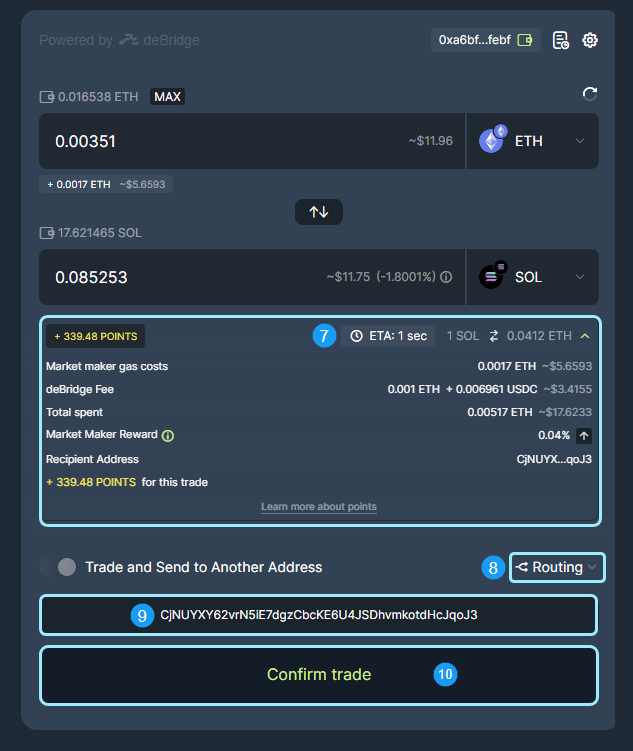 Powered by deBridge
0xa6bf...febf
0.016538 ETH MAX
0.00351 ~$11.96 ETH
+ 0.0017 ETH ~$5.6593
17.621465 SOL
0.085253 ~$11.75 (-1.8001%) SOL
+ 339.48 POINTS 7 ETA: 1 sec 1 SOL 0.0412 ETH
Market maker gas costs 0.0017 ETH ~$5.6593
deBridge Fee 0.001 ETH + 0.006961 USDC ~$3.4155
Total spent 0.00517 ETH ~$17.6233
Market Maker Reward 0.04%
Recipient Address CjNUYX...qoJ3
+ 339.48 POINTS for this trade
Learn more about points
Trade and Send to Another Address 8 Routing
9 CjNUYXY62vrN5iE7dgzCbcKE6U4JSDhvmkotdHcJqoJ3
Confirm trade 10